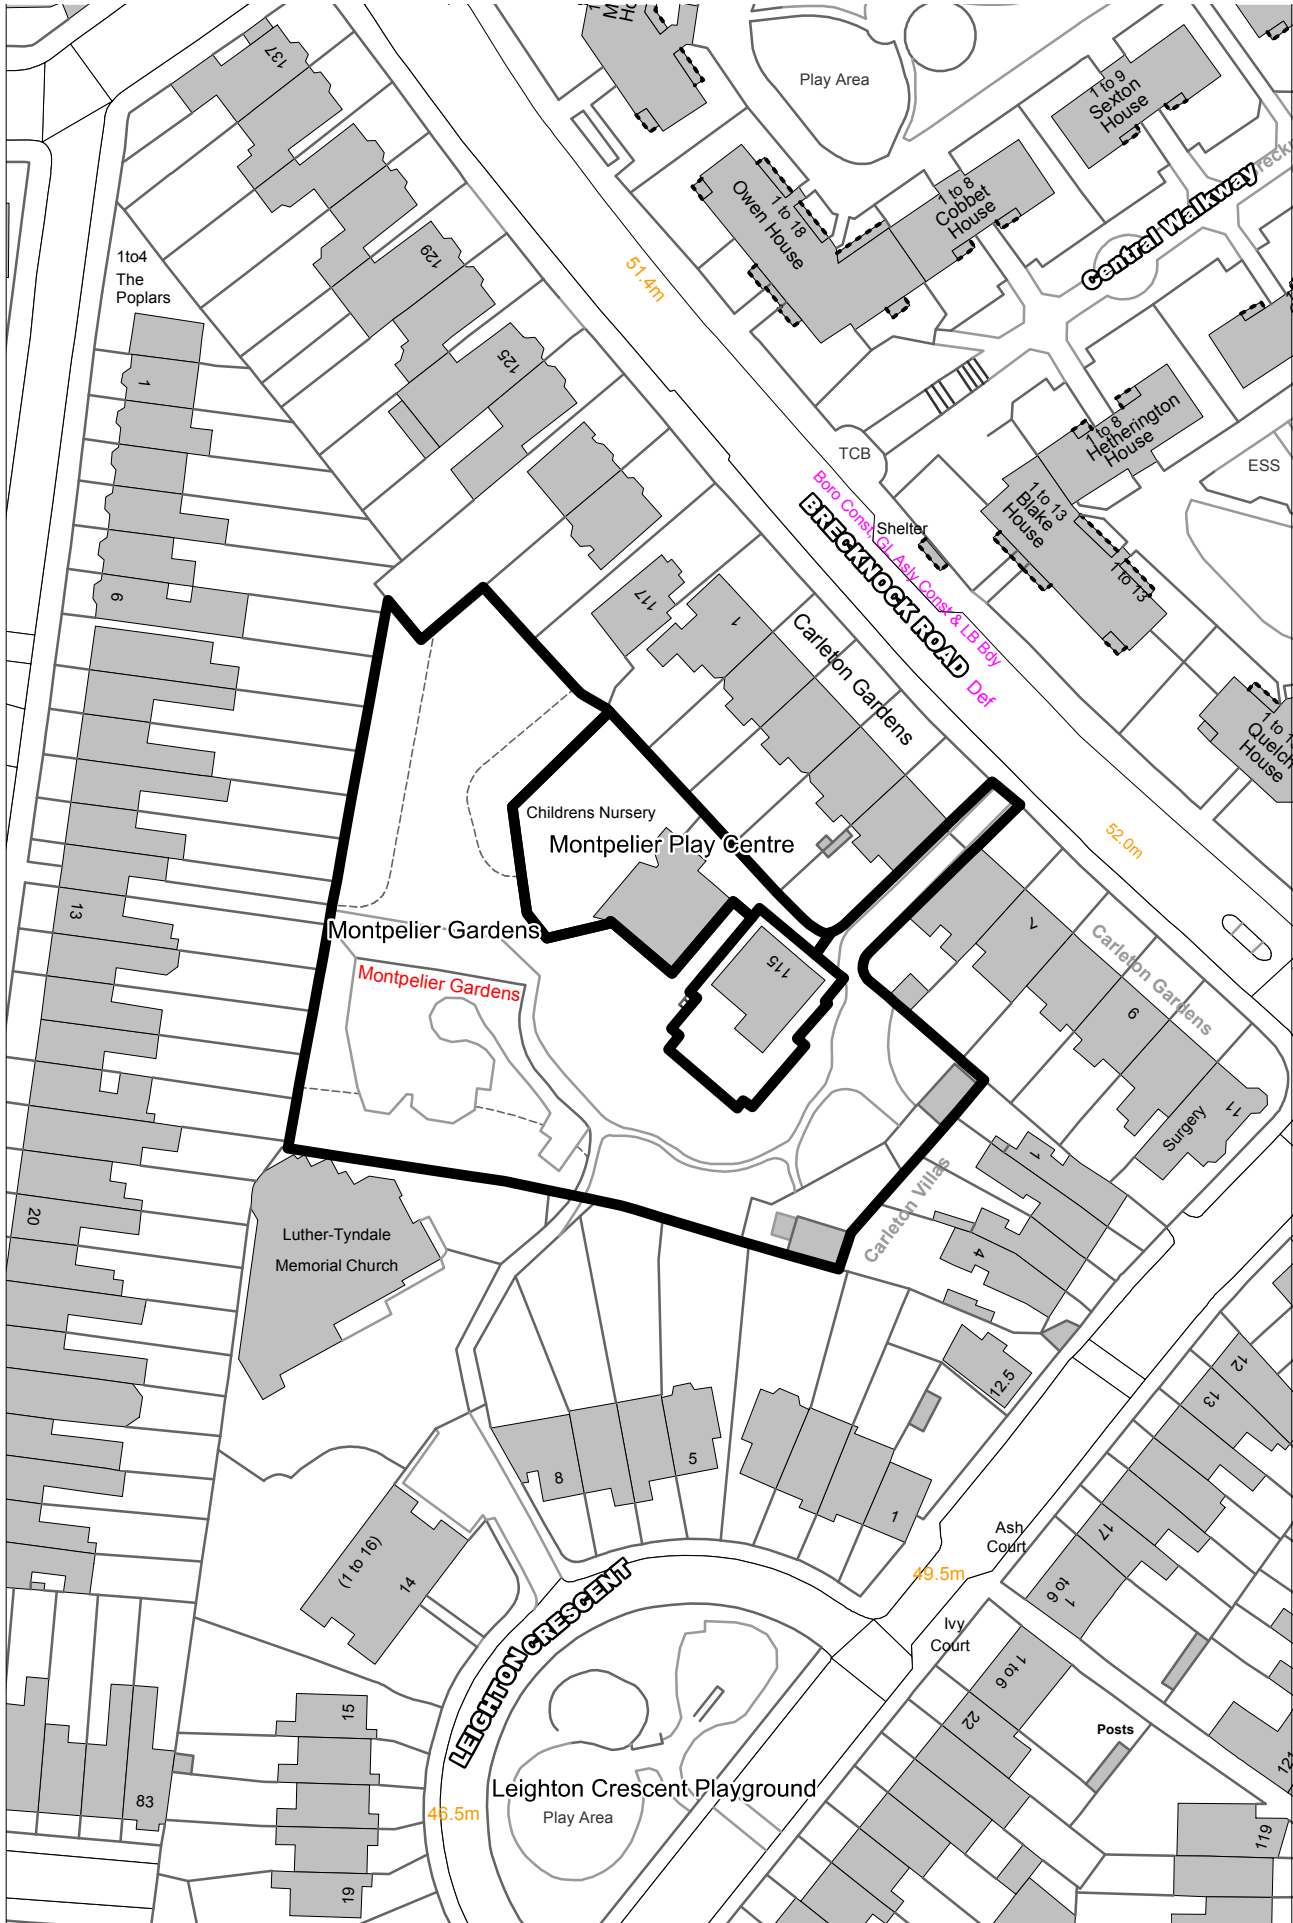 137
Play Area
1 to 9
Sexton
House
Central Walkway
1 to 18
Owen House
1 to 8
Cobbet
House
129
51.4m
1to4
The
Poplars
125
1
TCB
1 to 8
Hetherington
House
ESS
Boro Const, GL Asly Const & LB Bdy
Def
BRECKNOCK ROAD
Shelter
1 to 13
Blake
House
1 to 13
6
117
1
Carleton Gardens
Quelch
House
Childrens Nursery
Montpelier Play Centre
52.0m
13
Montpelier Gardens
Montpelier Gardens
115
7
Carleton Gardens
9
11
Surgery
Carleton Villas
1
4
20
Luther-Tyndale
Memorial Church
12.5
12
13
8
5
1
17
Ash
Court
1
to 6
(1 to 16)
14
49.5m
Ivy
Court
1 to 6
22
LEIGHTON CRESCENT
15
Posts
83
46.5m
Leighton Crescent Playground
Play Area
19
121
119